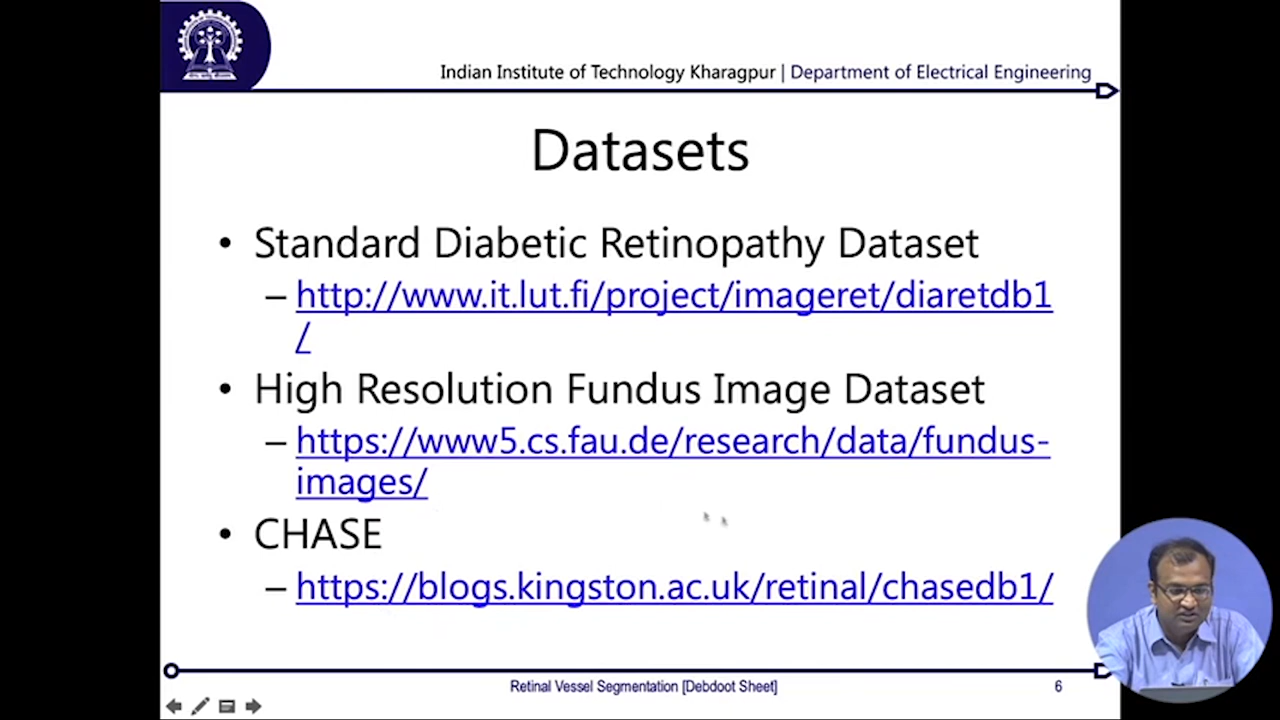 Indian Institute of Technology Kharagpur | Department of Electrical Engineering
Datasets
• Standard Diabetic Retinopathy Dataset
– http://www.it.lut.fi/project/imageret/diaretdb1
/
• High Resolution Fundus Image Dataset
– https://www5.cs.fau.de/research/data/fundus-
images/
• CHASE
– https://blogs.kingston.ac.uk/retinal/chasedb1/
Retinal Vessel Segmentation [Debdoot Sheet]
6